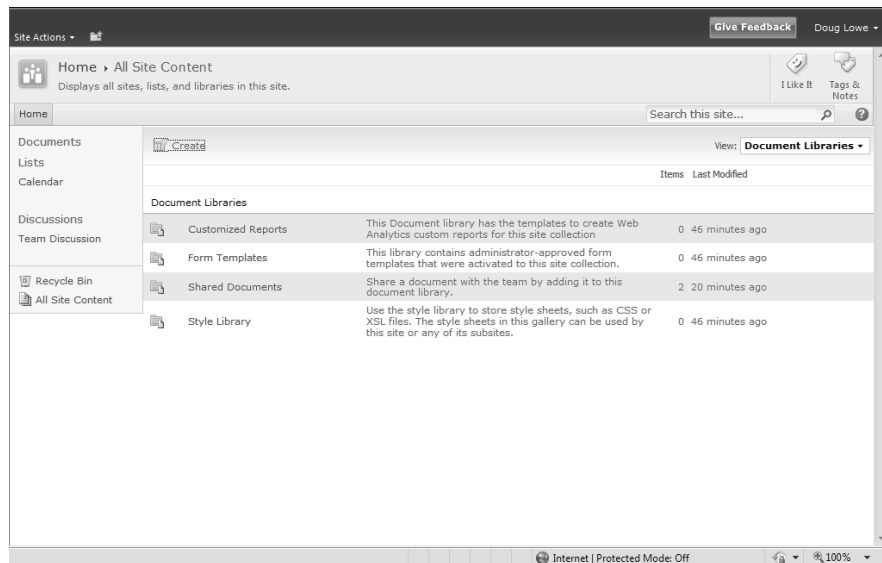 Give Feedback
Doug Lowe
Site Actions
Home ▸ All Site Content
Displays all sites, lists, and libraries in this site.
I Like It
Tags &
Notes
Home
Search this site...
Documents
Lists
Calendar
Discussions
Team Discussion
Recycle Bin
All Site Content
Create
View: Document Libraries
Items Last Modified
Document Libraries
Customized Reports
This Document library has the templates to create Web
Analytics custom reports for this site collection
0 46 minutes ago
Form Templates
This library contains administrator-approved form
templates that were activated to this site collection.
0 46 minutes ago
Shared Documents
Share a document with the team by adding it to this
document library.
2 20 minutes ago
Style Library
Use the style library to store style sheets, such as CSS or
XSL files. The style sheets in this gallery can be used by
this site or any of its subsites.
0 46 minutes ago
Internet | Protected Mode: Off
100%